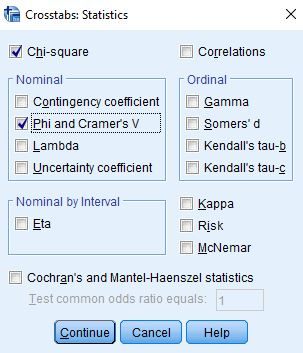 Crosstabs: Statistics
Chi-square
Correlations
Nominal
Contingency coefficient
Phi and Cramer's V
Lambda
Uncertainty coefficient
Ordinal
Gamma
Somers' d
Kendall's tau-b
Kendall's tau-c
Nominal by Interval
Eta
Kappa
Risk
McNemar
Cochran's and Mantel-Haenszel statistics
Test common odds ratio equals: 1
Continue Cancel Help